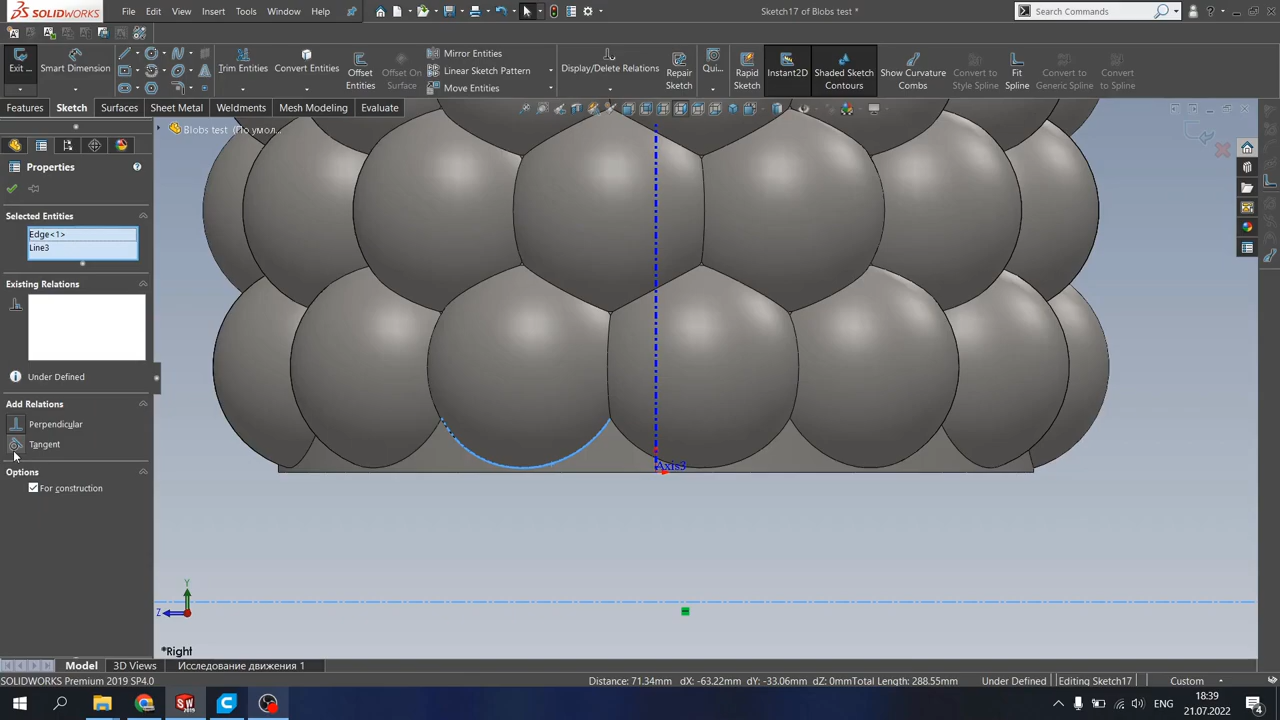 SOLIDWORKS File Edit View Insert Tools Window Help Sketch17 of Blobs test * Search Commands
Exit ... Smart Dimension Trim Entities Convert Entities Offset Entities Offset On Surface Mirror Entities Linear Sketch Pattern Move Entities Display/Delete Relations Repair Sketch Qui... Rapid Sketch Instant2D Shaded Sketch Contours Show Curvature Combs Convert to Style Spline Fit Spline Convert to Generic Spline Convert to
Features Sketch Surfaces Sheet Metal Weldments Mesh Modeling Evaluate
Blobs test (По умол...
Properties
Selected Entities
Edge<1>
Line3
Existing Relations
Under Defined
Add Relations
Perpendicular
Tangent
Options
For construction
Axis3
Y
Z
*Right
Model 3D Views Исследование движения 1
SOLIDWORKS Premium 2019 SP4.0 Distance: 71.34mm dX: -63.22mm dY: -33.06mm dZ: 0mm Total Length: 288.55mm Under Defined Editing Sketch17 Custom
ENG 18:39 21.07.2022 4